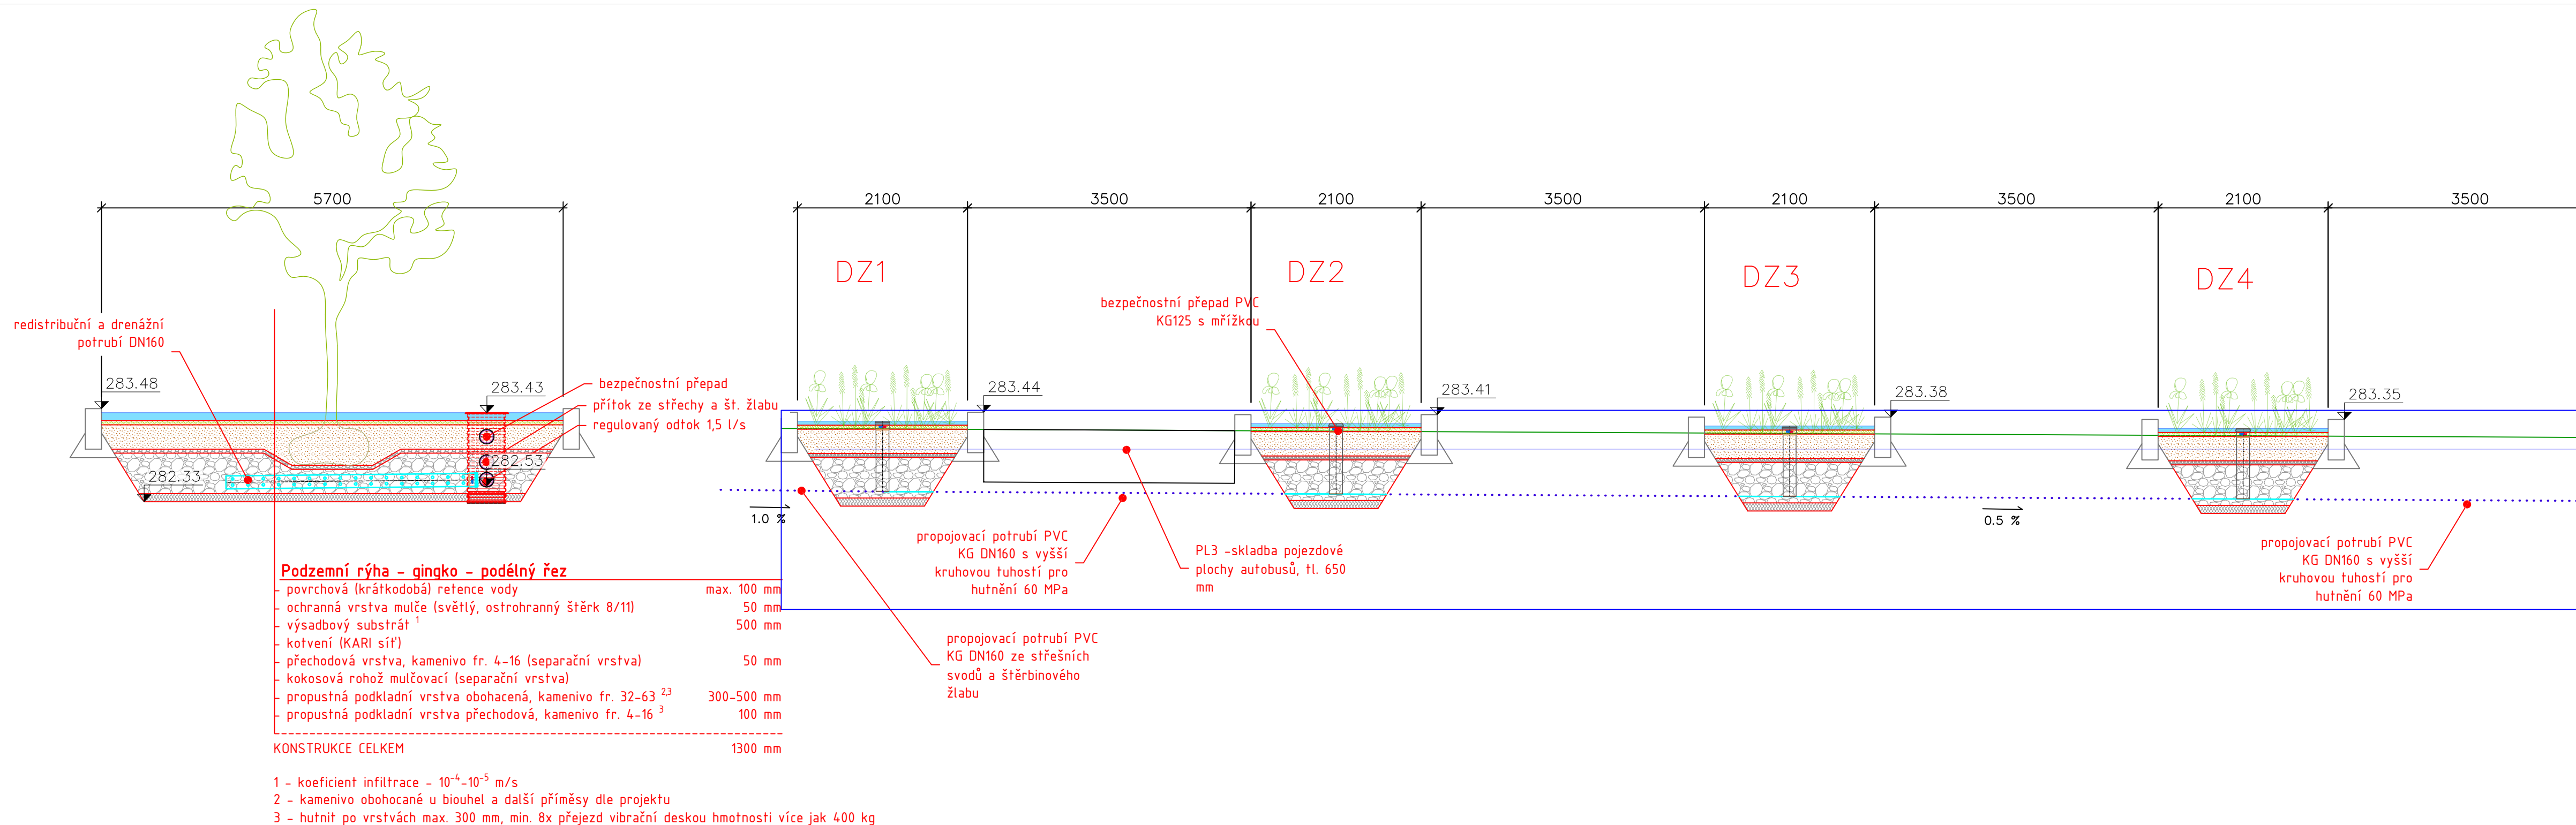 5700
2100
3500
2100
3500
2100
3500
2100
3500
DZ1
DZ2
DZ3
DZ4
redistribuční a drenážní
potrubí DN160
bezpečnostní přepad PVC
KG125 s mřížkou
283.48
283.43
bezpečnostní přepad
přítok ze střechy a št. žlabu
regulovaný odtok 1,5 l/s
283.44
283.41
283.38
283.35
282.53
282.33
1.0 %
0.5 %
propojovací potrubí PVC
KG DN160 s vyšší
kruhovou tuhostí pro
hutnění 60 MPa
PL3 -skladba pojezdové
plochy autobusů, tl. 650
mm
propojovací potrubí PVC
KG DN160 s vyšší
kruhovou tuhostí pro
hutnění 60 MPa
propojovací potrubí PVC
KG DN160 ze střešních
svodů a štěrbinového
žlabu
Podzemní rýha - gingko - podélný řez
povrchová (krátkodobá) retence vody max. 100 mm
ochranná vrstva mulče (světlý, ostrohranný štěrk 8/11) 50 mm
výsadbový substrát 1 500 mm
kotvení (KARI síť)
přechodová vrstva, kamenivo fr. 4-16 (separační vrstva) 50 mm
kokosová rohož mulčovací (separační vrstva)
propustná podkladní vrstva obohacená, kamenivo fr. 32-63 2,3 300-500 mm
propustná podkladní vrstva přechodová, kamenivo fr. 4-16 3 100 mm
KONSTRUKCE CELKEM 1300 mm
1 - koeficient infiltrace - 10-4-10-5 m/s
2 - kamenivo obohocané u biouhel a další příměsy dle projektu
3 - hutnit po vrstvách max. 300 mm, min. 8x přejezd vibrační deskou hmotnosti více jak 400 kg